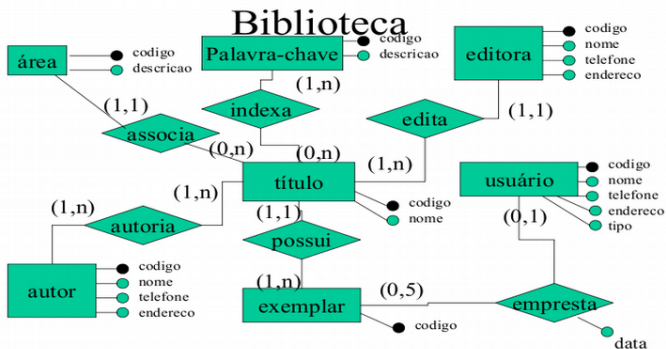 Biblioteca
área
codigo
descricao
Palavra-chave
codigo
descricao
editora
codigo
nome
telefone
endereco
(1,1)
associa
(0,n)
(1,n)
indexa
(0,n)
edita
(1,1)
(1,n)
título
codigo
nome
usuário
codigo
nome
telefone
endereco
tipo
(0,1)
(1,n)
autoria
(1,n)
(1,1)
possui
(1,n)
autor
codigo
nome
telefone
endereco
exemplar
codigo
(0,5)
empresta
data